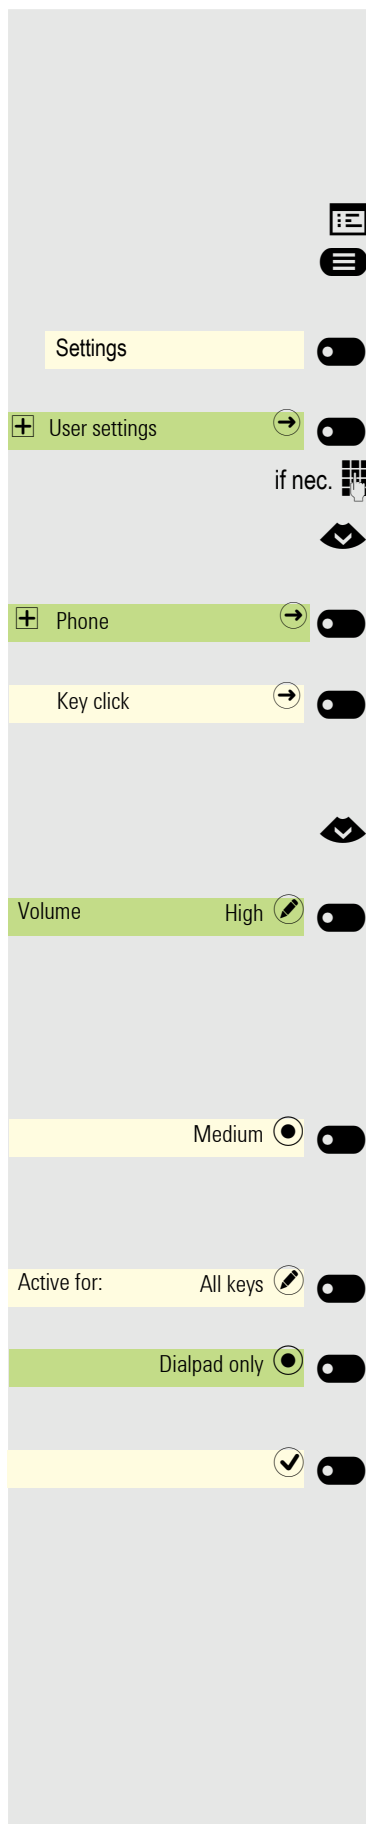 Settings
User settings
if nec.
Phone
Key click
Volume High
Medium
Active for: All keys
Dialpad only